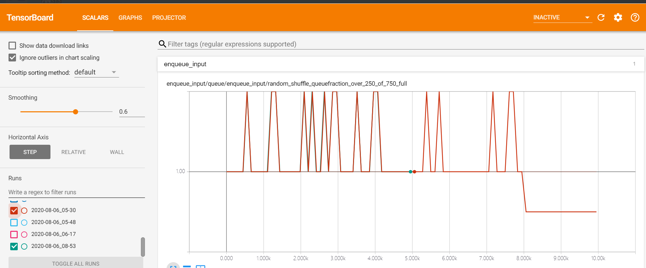 TensorBoard SCALARS GRAPHS PROJECTOR INACTIVE
Show data download links
Ignore outliers in chart scaling
Tooltip sorting method: default
Smoothing
0.6
Horizontal Axis
STEP RELATIVE WALL
Runs
Write a regex to filter runs
2020-08-06_05-30
2020-08-06_05-48
2020-08-06_06-17
2020-08-06_08-53
TOGGLE ALL RUNS
Filter tags (regular expressions supported)
enqueue_input 1
enqueue_input/queue/enqueue_input/random_shuffle_queuefraction_over_250_of_750_full
1.00
0.000 1.000k 2.000k 3.000k 4.000k 5.000k 6.000k 7.000k 8.000k 9.000k 10.00k